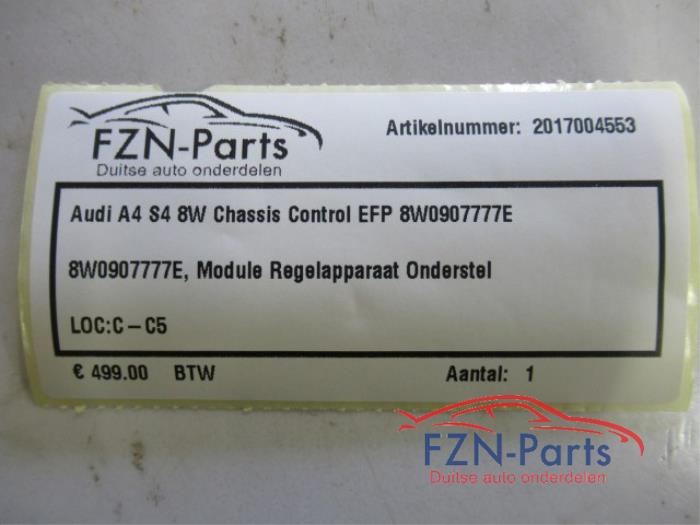 FZN-Parts
Duitse auto onderdelen
Artikelnummer: 2017004553
Audi A4 S4 8W Chassis Control EFP 8W0907777E
8W0907777E, Module Regelapparaat Onderstel
LOC:C-C5
€ 499.00 BTW Aantal: 1
FZN-Parts
Duitse auto onderdelen